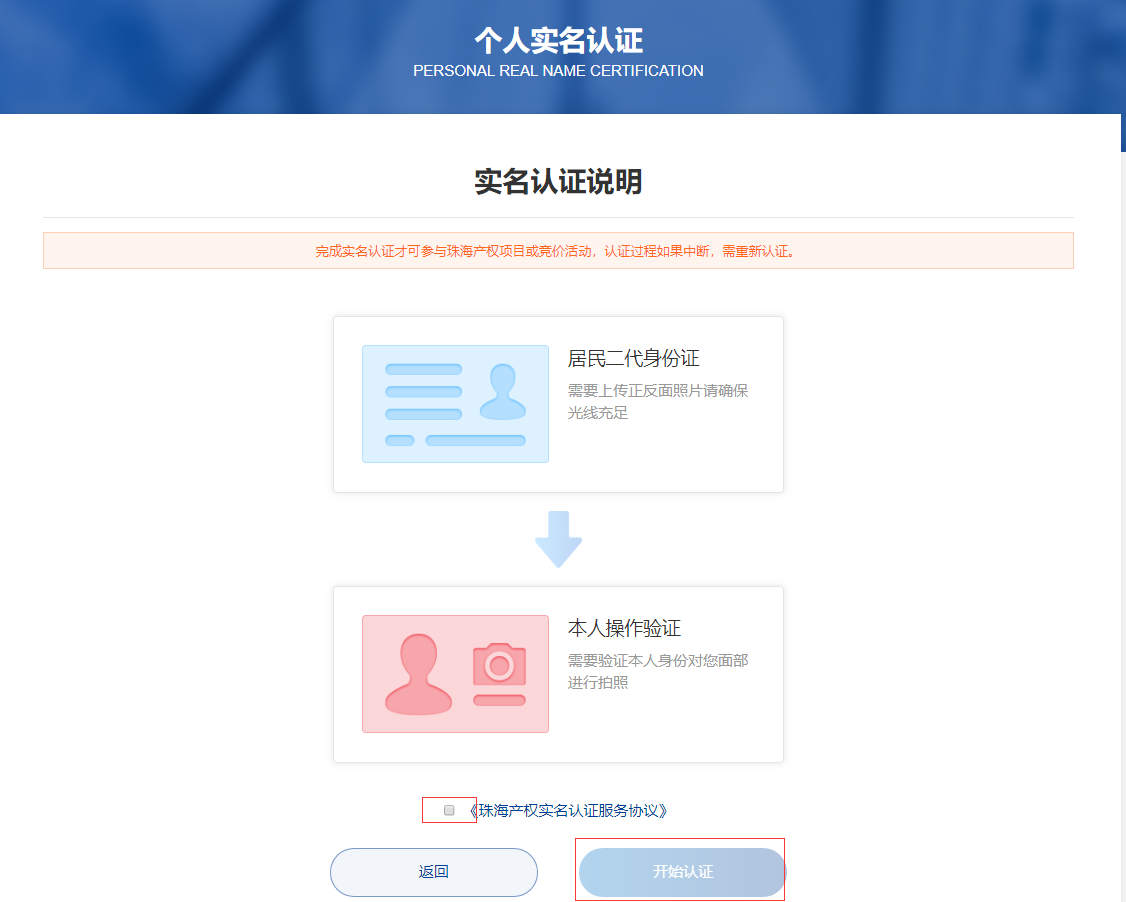 个人实名认证
PERSONAL REAL NAME CERTIFICATION
实名认证说明
完成实名认证才可参与珠海产权项目或竞价活动，认证过程如果中断，需重新认证。
居民二代身份证
需要上传正反面照片请确保
光线充足
本人操作验证
需要验证本人身份对您面部
进行拍照
《珠海产权实名认证服务协议》
返回
开始认证